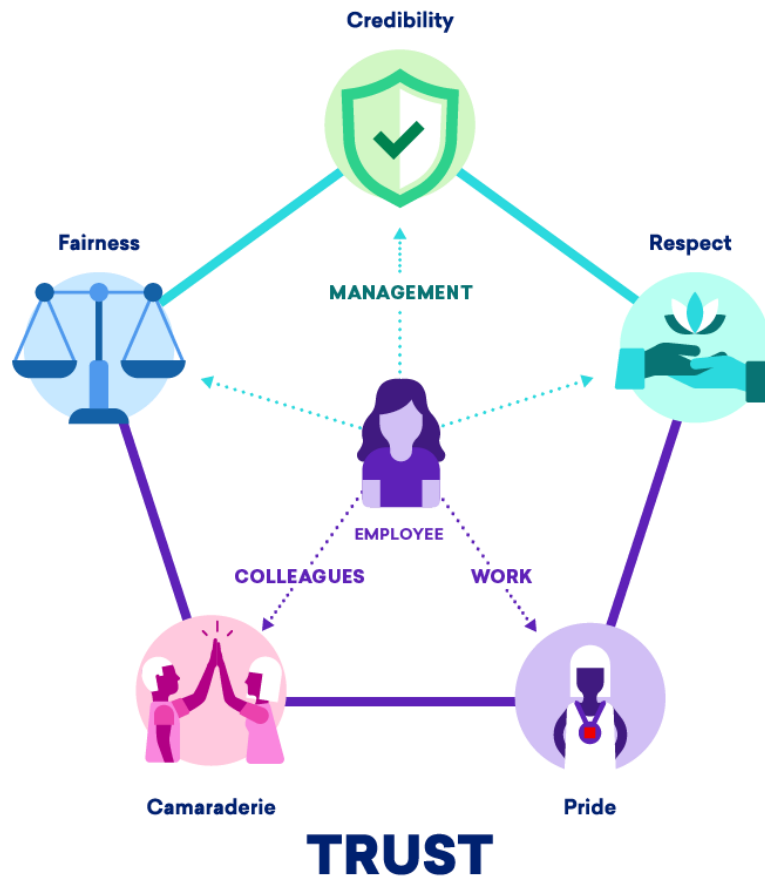 Credibility
Fairness
Respect
MANAGEMENT
EMPLOYEE
COLLEAGUES
WORK
Camaraderie
Pride
TRUST